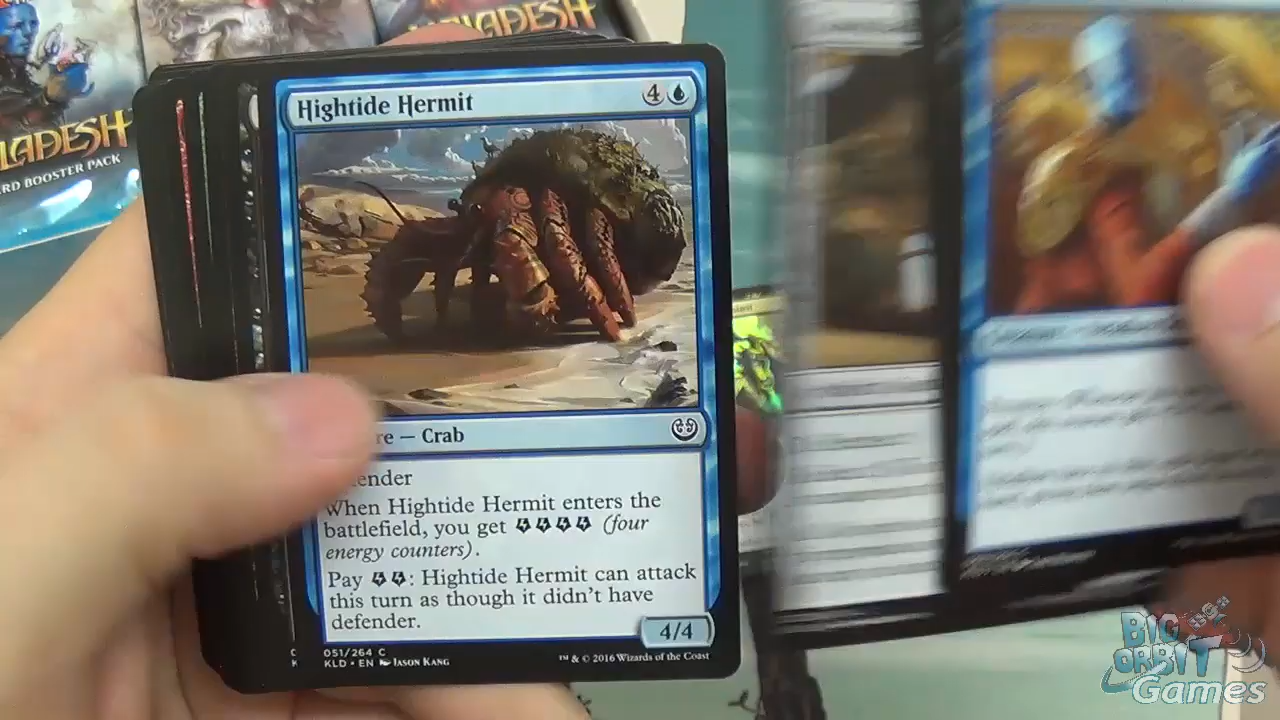 LADESH
RD BOOSTER PACK
Hightide Hermit
4
re — Crab
ender
When Hightide Hermit enters the
battlefield, you get (four
energy counters).
Pay : Hightide Hermit can attack
this turn as though it didn't have
defender.
4/4
051/264 C
KLD • EN Jason Kang
™ & © 2016 Wizards of the Coast
BIG
ORBIT
Games